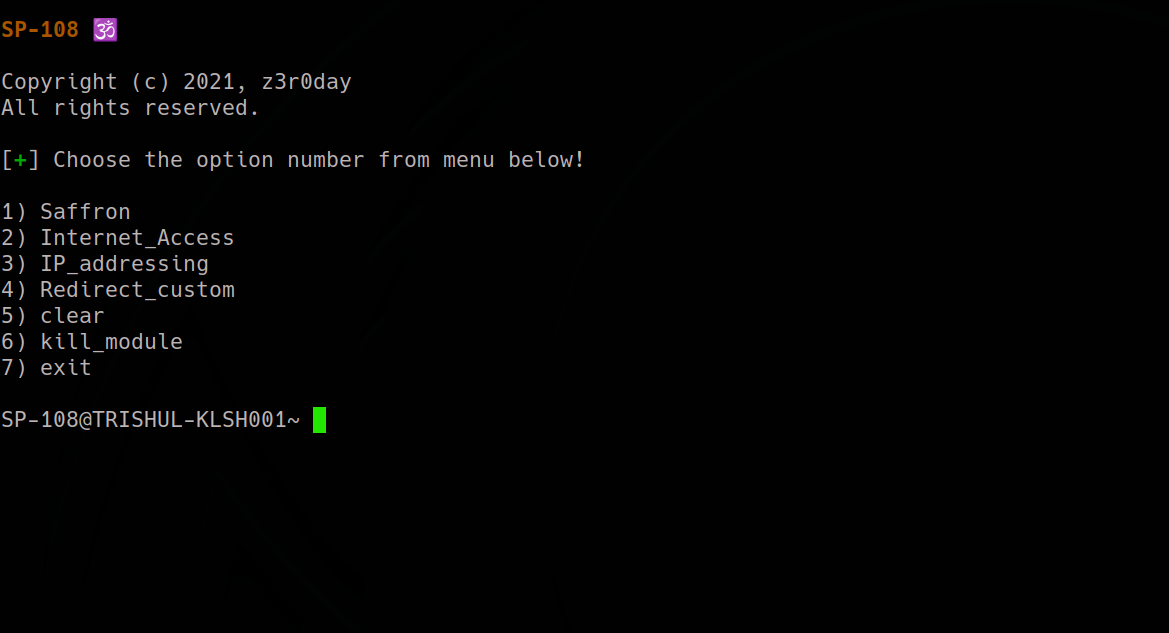 SP-108 🕉
Copyright (c) 2021, z3r0day
All rights reserved.
[+] Choose the option number from menu below!
1) Saffron
2) Internet_Access
3) IP_addressing
4) Redirect_custom
5) clear
6) kill_module
7) exit
SP-108@TRISHUL-KLSH001~